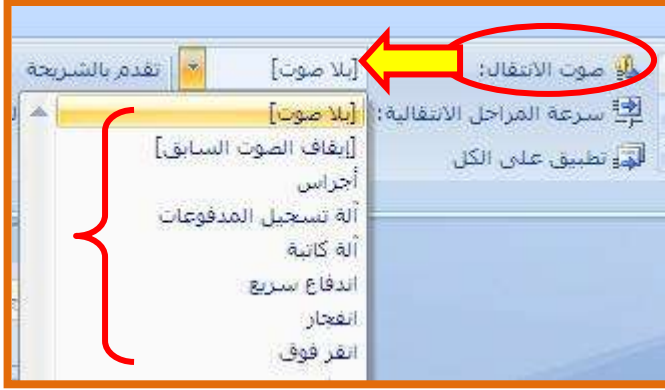 صوت الانتقال: [بلا صوت] تقدم بالشريحة
سرعة المراحل الانتقالية:
تطبيق على الكل
[بلا صوت]
[إيقاف الصوت السابق]
أجراس
آلة تسجيل المدفوعات
آلة كاتبة
اندفاع سريع
انفجار
انقر فوق